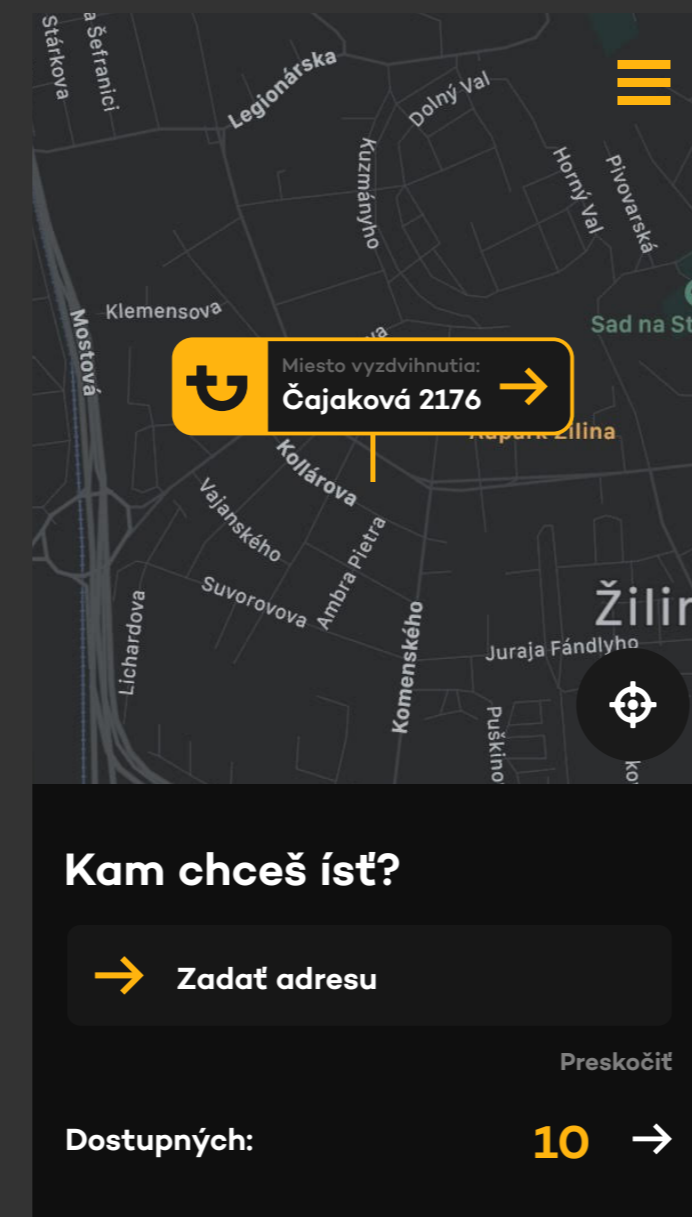 Stárkova
a Šefranici
Legionárska
Dolný Val
Kuzmányho
Horný Val
Pivovarská
Klemensova
Mostová
va
Sad na St
Miesto vyzdvihnutia:
Čajaková 2176
Aupark Žilina
Kollárova
Vajanského
Ambra Pietra
Suvorovova
Lichardova
Komenského
Žilin
Juraja Fándlyho
Puškino
kov
Kam chceš ísť?
Zadať adresu
Preskočiť
Dostupných:
10